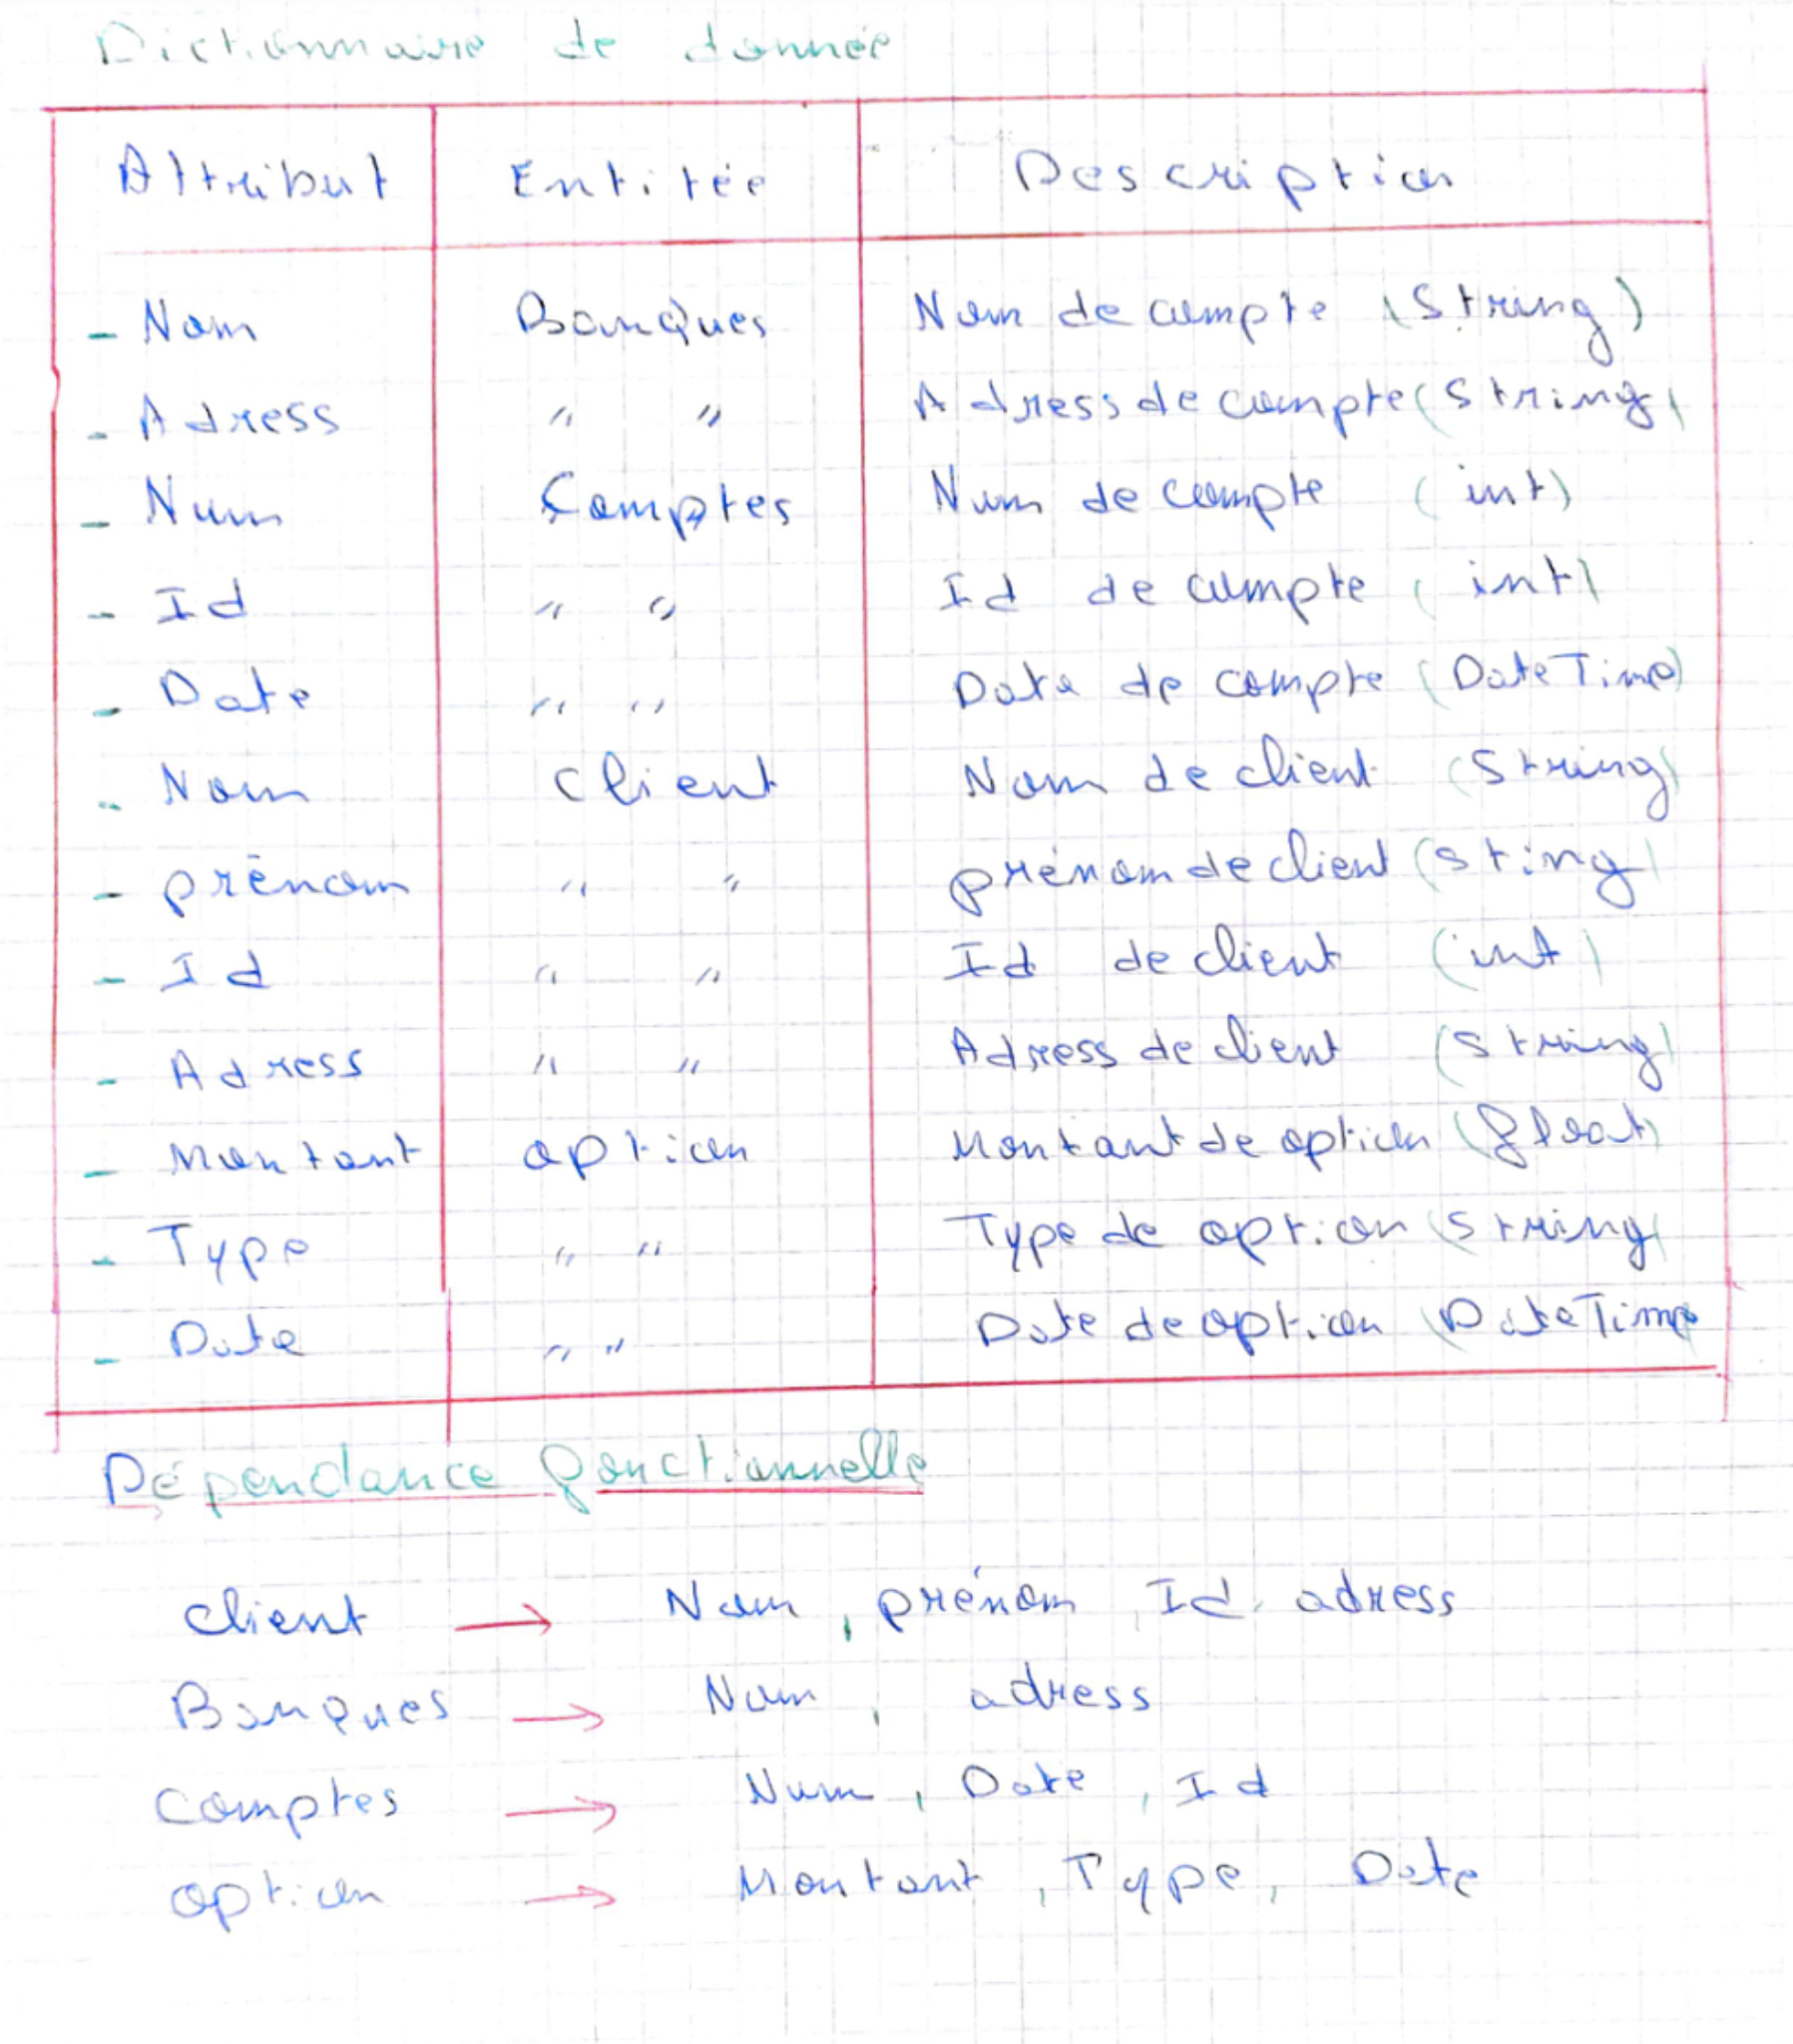 Dictionnaire de donnée
Attribut Entitée Description
- Nom Banques Nom de compte (String)
- Adress " " Adress de compte (String)
- Num Comptes Num de compte (int)
- Id " " Id de compte (int)
- Date " " Date de compte (DateTime)
- Nom Client Nom de client (String)
- prénom " " prénom de client (Sting)
- Id " " Id de client (int)
- Adress " " Adress de client (String)
- Montant option Montant de option (float)
- Type " " Type de option (String)
- Date " " Date de option (DateTime
Dépendance fonctionnelle
Client → Nom, prénom, Id, adress
Banques → Nom, adress
Comptes → Num, Date, Id
option → Montant, Type, Date